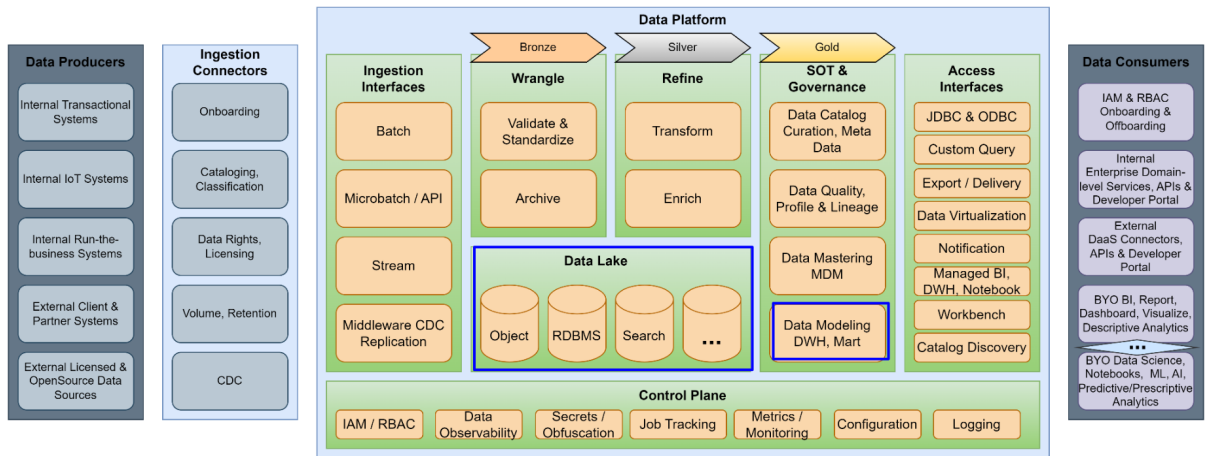 Data Platform
Data Producers
Internal Transactional
Systems
Internal IoT Systems
Internal Run-the-
business Systems
External Client &
Partner Systems
External Licensed &
OpenSource Data
Sources
Ingestion
Connectors
Onboarding
Cataloging,
Classification
Data Rights,
Licensing
Volume, Retention
CDC
Bronze
Silver
Gold
Ingestion
Interfaces
Batch
Microbatch / API
Stream
Middleware CDC
Replication
Wrangle
Validate &
Standardize
Archive
Refine
Transform
Enrich
Data Lake
Object
RDBMS
Search
...
SOT &
Governance
Data Catalog
Curation, Meta
Data
Data Quality,
Profile & Lineage
Data Mastering
MDM
Data Modeling
DWH, Mart
Access
Interfaces
JDBC & ODBC
Custom Query
Export / Delivery
Data Virtualization
Notification
Managed BI,
DWH, Notebook
Workbench
Catalog Discovery
Control Plane
IAM / RBAC
Data
Observability
Secrets /
Obfuscation
Job Tracking
Metrics /
Monitoring
Configuration
Logging
Data Consumers
IAM & RBAC
Onboarding &
Offboarding
Internal
Enterprise Domain-
level Services, APIs &
Developer Portal
External
DaaS Connectors,
APIs & Developer
Portal
BYO BI, Report,
Dashboard, Visualize,
Descriptive Analytics
...
BYO Data Science,
Notebooks, ML, AI,
Predictive/Prescriptive
Analytics